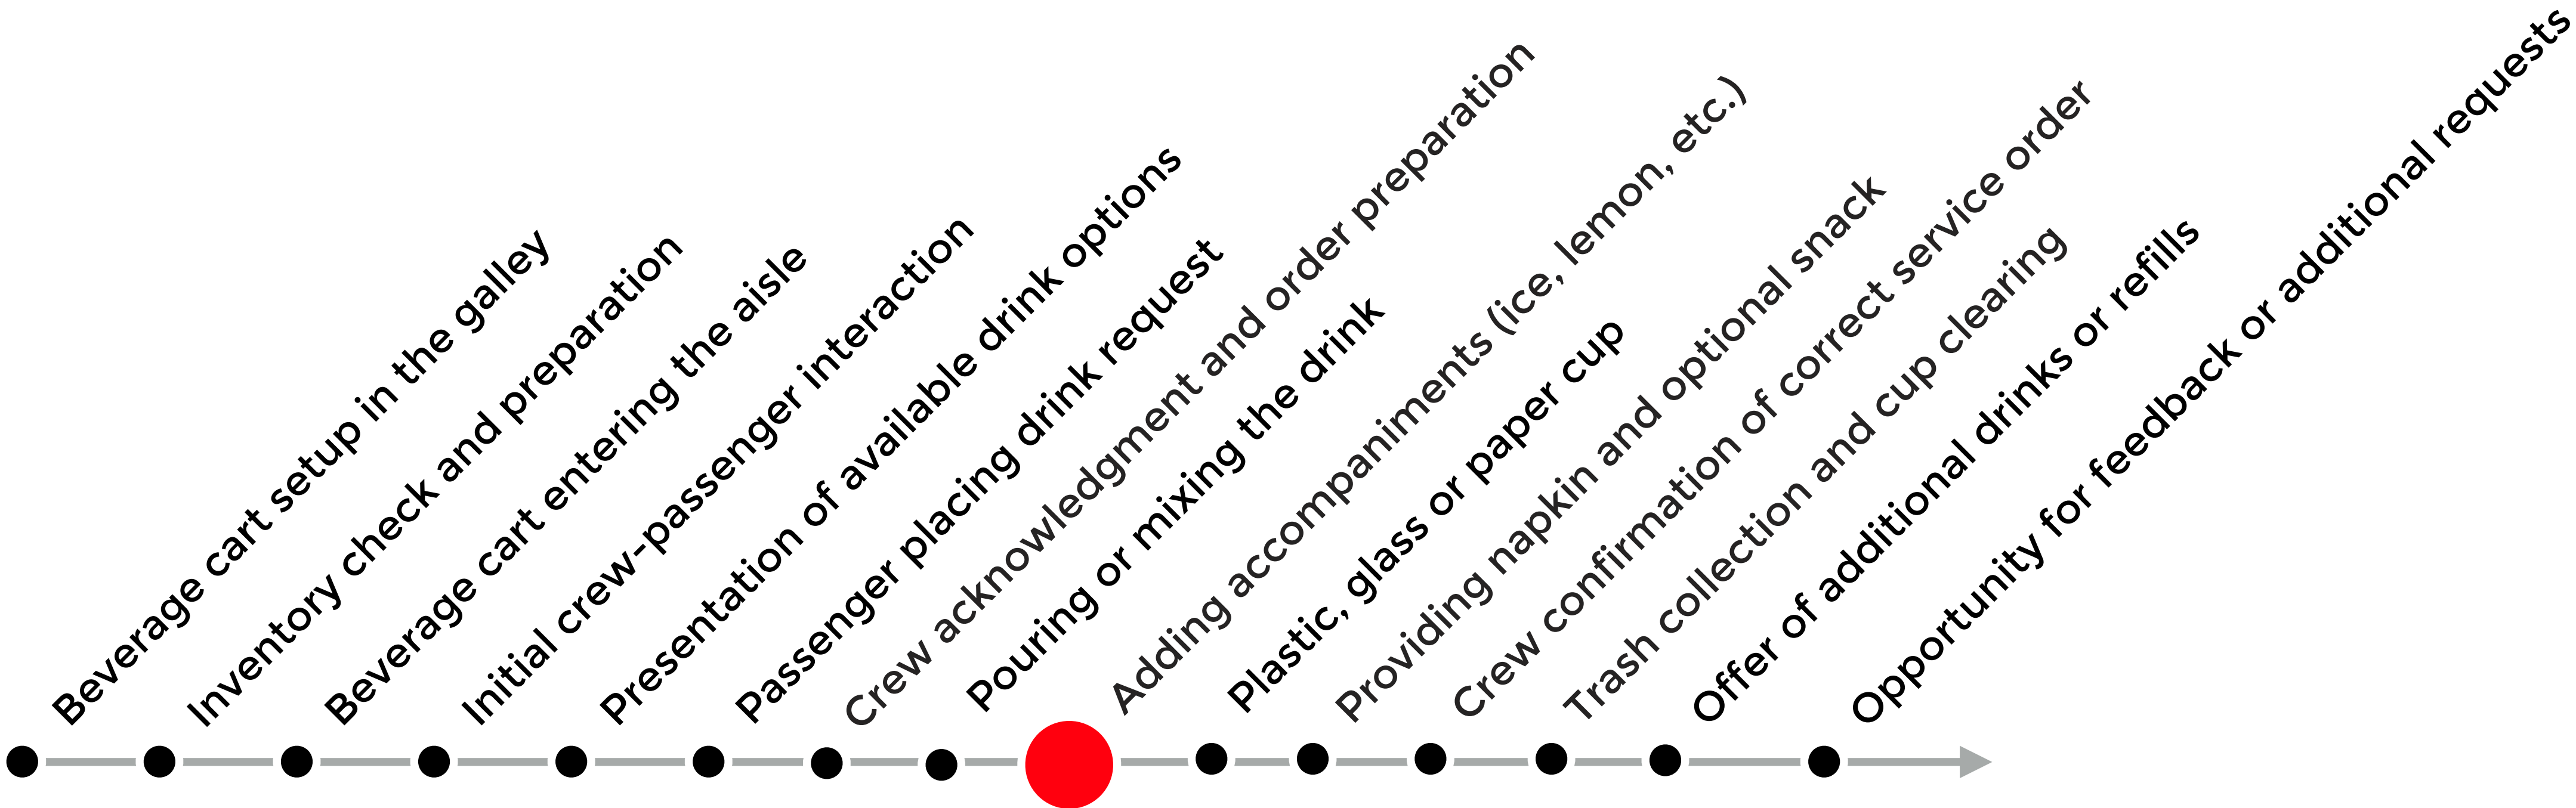 Beverage cart setup in the galley
Inventory check and preparation
Beverage cart entering the aisle
Initial crew-passenger interaction
Presentation of available drink options
Passenger placing drink request
Crew acknowledgment and order preparation
Pouring or mixing the drink
Adding accompaniments (ice, lemon, etc.)
Plastic, glass or paper cup
Providing napkin and optional snack
Crew confirmation of correct service order
Trash collection and cup clearing
Offer of additional drinks or refills
Opportunity for feedback or additional requests